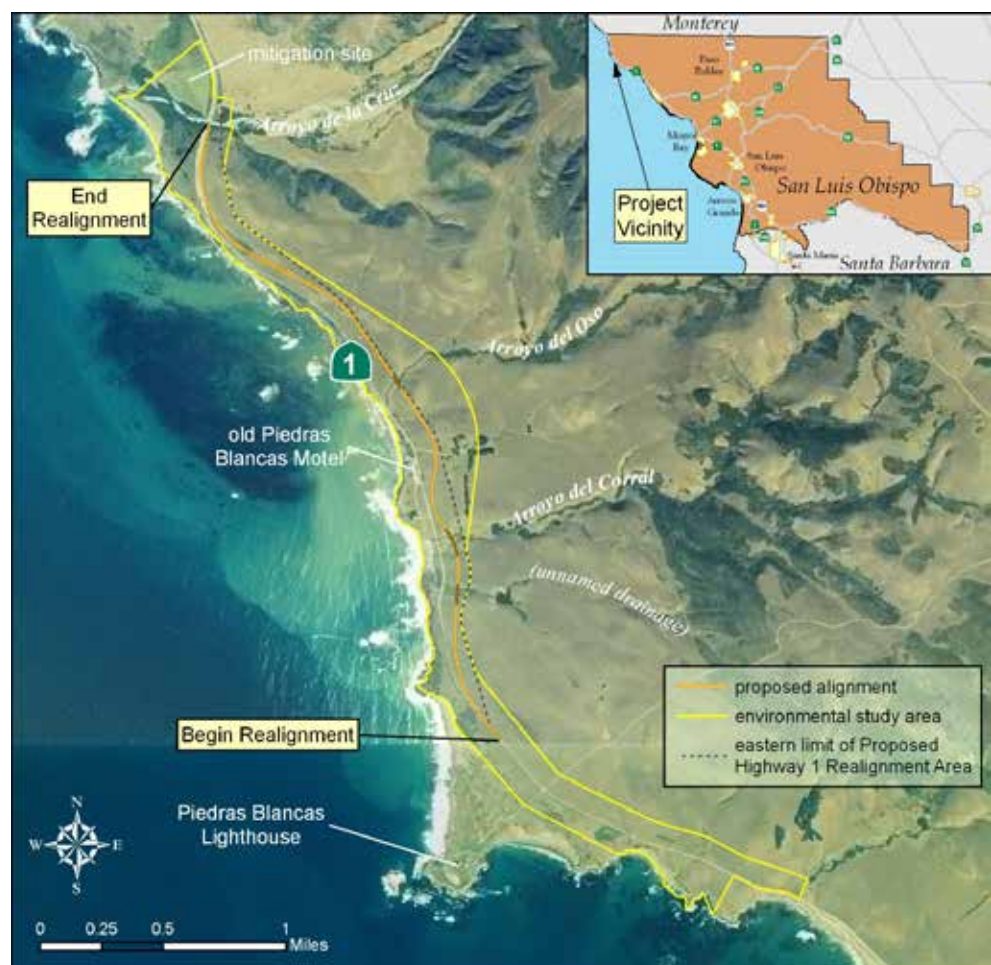 mitigation site
Arroyo de la Cruz
End
Realignment
1
Arroyo del Oso
old Piedras
Blancas Motel
Arroyo del Corral
(unnamed drainage)
Begin Realignment
Piedras Blancas
Lighthouse
N
W E
S
0 0.25 0.5 1
Miles
Monterey
Paso
Robles
Morro
Bay
San Luis
Obispo
San Luis Obispo
Arroyo
Grande
Project
Vicinity
Santa Maria
Santa Barbara
proposed alignment
environmental study area
eastern limit of Proposed
Highway 1 Realignment Area